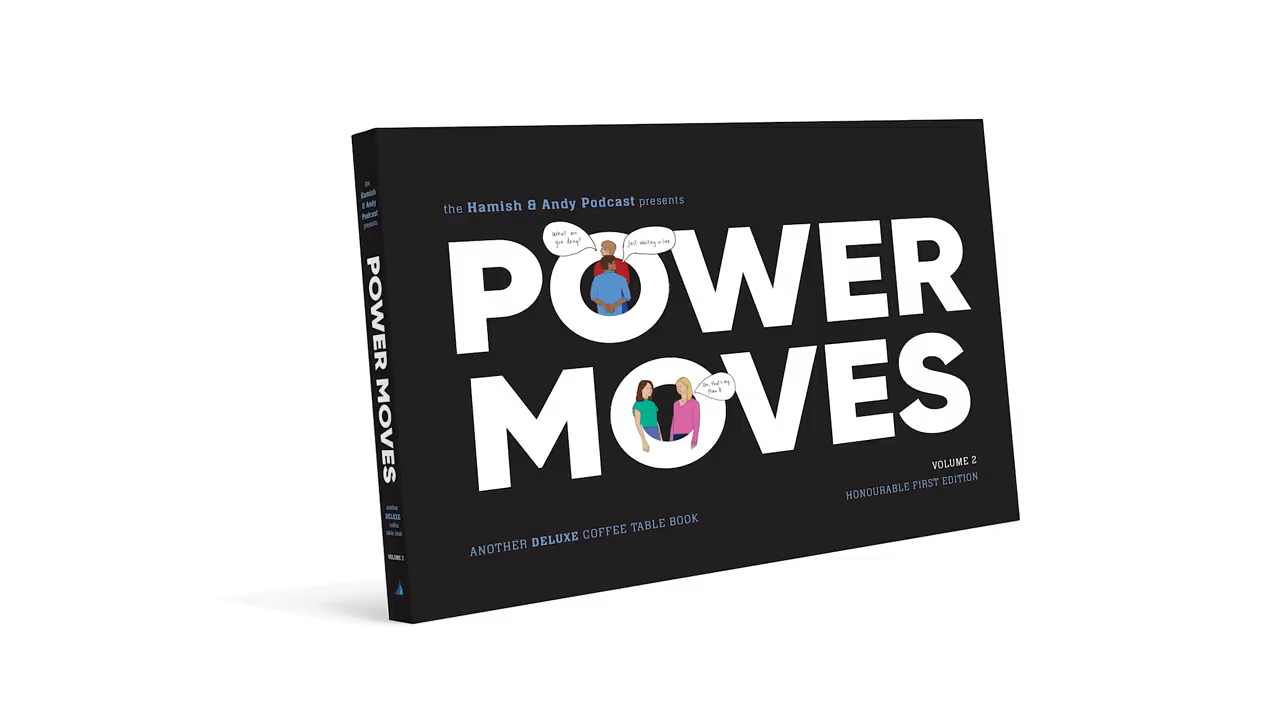 the Hamish & Andy Podcast presents
POWER
What are
you doing?
Just waiting in line
MOVES
Oh, that's my
Plan B.
VOLUME 2
HONOURABLE FIRST EDITION
ANOTHER DELUXE COFFEE TABLE BOOK
the
Hamish
& Andy
Podcast
presents
POWER MOVES
another
DELUXE
coffee
table book
VOLUME 2